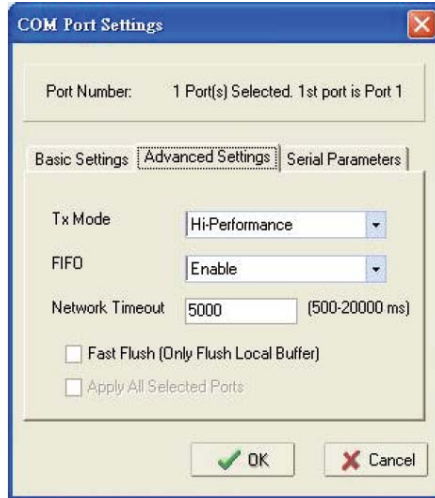 COM Port Settings
Port Number: 1 Port(s) Selected. 1st port is Port 1
Basic Settings Advanced Settings Serial Parameters
Tx Mode Hi-Performance
FIFO Enable
Network Timeout 5000 (500-20000 ms)
Fast Flush (Only Flush Local Buffer)
Apply All Selected Ports
OK Cancel